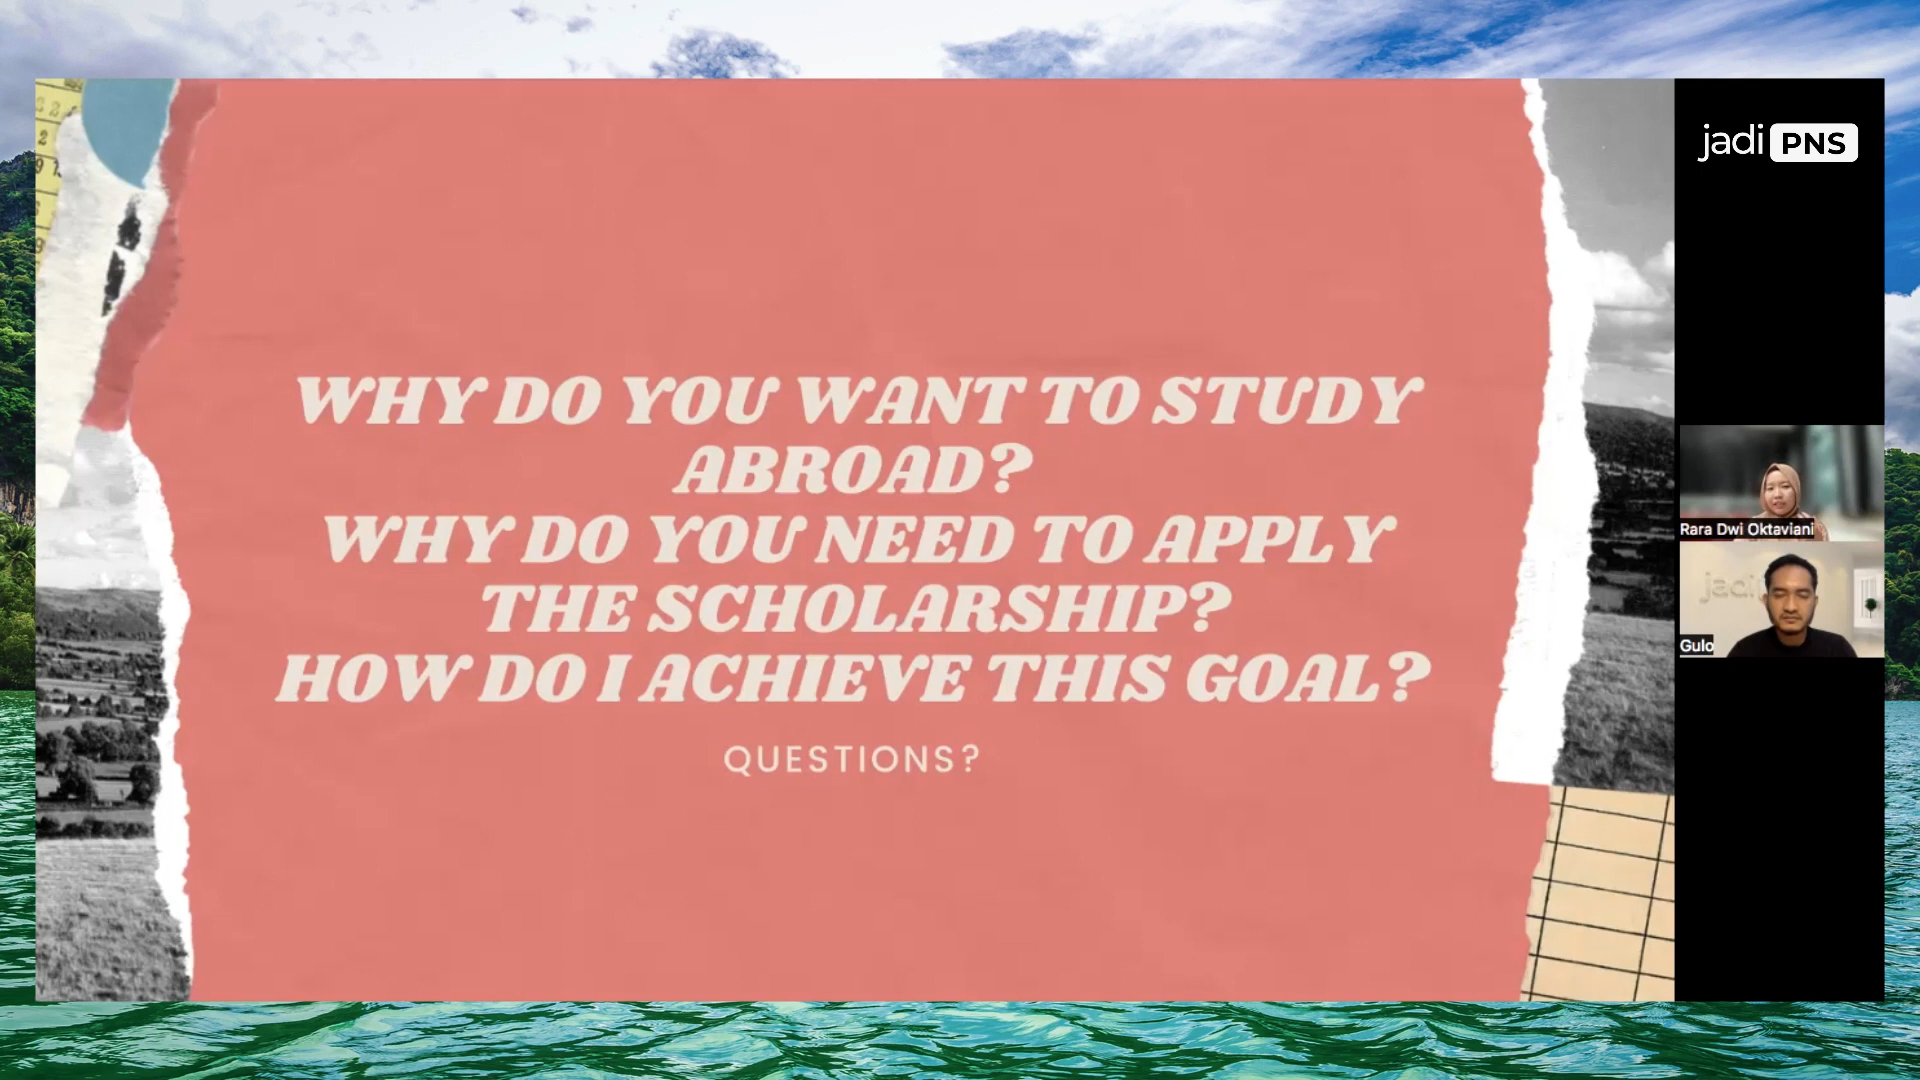 WHY DO YOU WANT TO STUDY
ABROAD?
WHY DO YOU NEED TO APPLY
THE SCHOLARSHIP?
HOW DO I ACHIEVE THIS GOAL?
QUESTIONS?
jadi PNS
Rara Dwi Oktaviani
jadi
Gulo